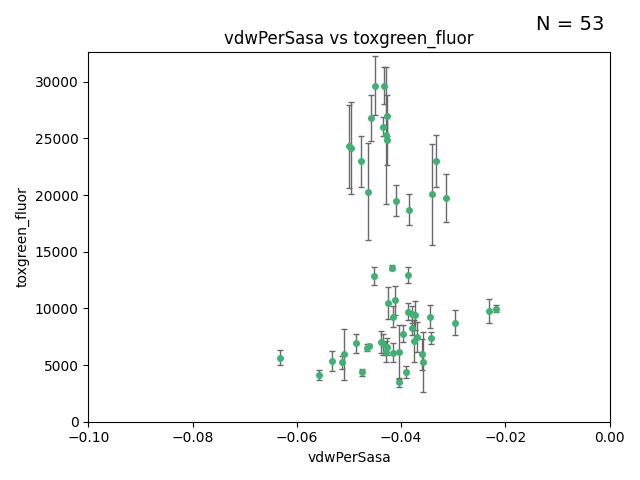 N = 53
vdwPerSasa vs toxgreen_fluor
toxgreen_fluor
30000
25000
20000
15000
10000
5000
0
−0.10 −0.08 −0.06 −0.04 −0.02 0.00
vdwPerSasa